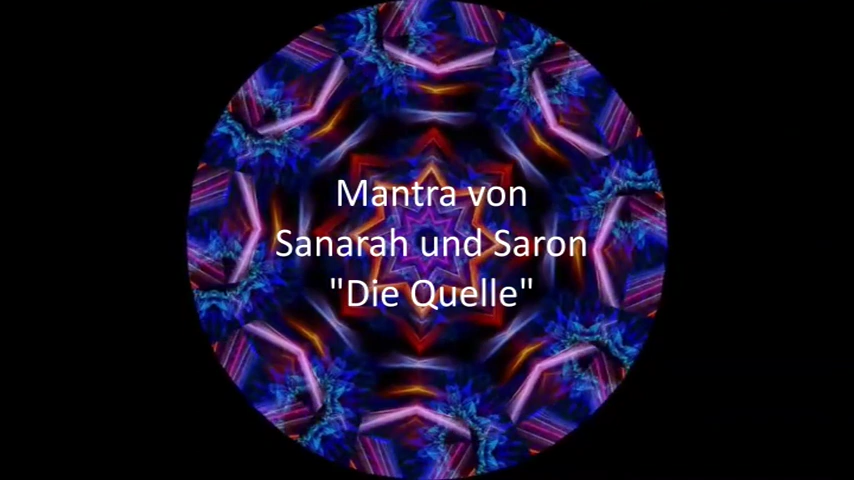 Mantra von
Sanarah und Saron
"Die Quelle"